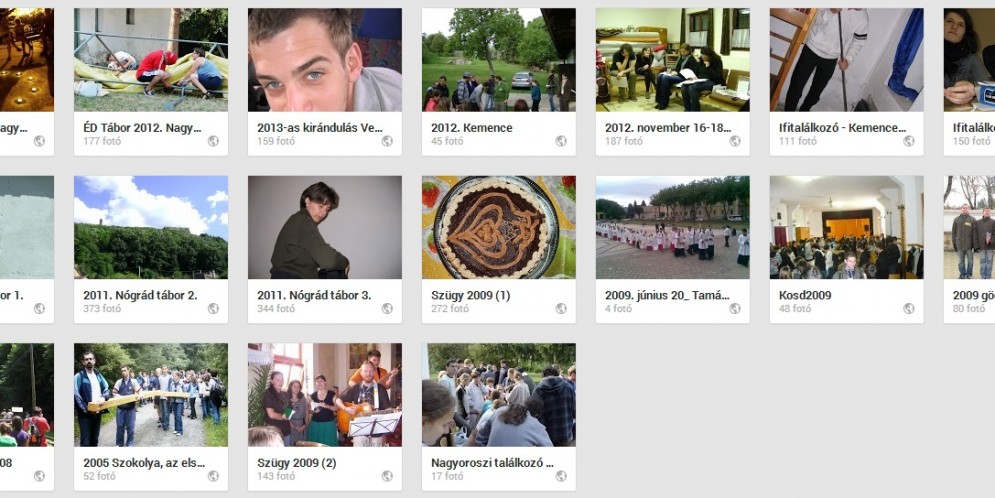 agy...
ÉD Tábor 2012. Nagy...
177 fotó
2013-as kirándulás Ve...
159 fotó
2012. Kemence
45 fotó
2012. november 16-18...
187 fotó
Ifitalálkozó - Kemence...
111 fotó
Ifitalálk
150 fotó
or 1.
2011. Nógrád tábor 2.
373 fotó
2011. Nógrád tábor 3.
344 fotó
Szügy 2009 (1)
272 fotó
2009. június 20_ Tamá...
4 fotó
Kosd2009
48 fotó
2009 gö
80 fotó
08
2005 Szokolya, az els...
52 fotó
Szügy 2009 (2)
143 fotó
Nagyoroszi találkozó ...
17 fotó